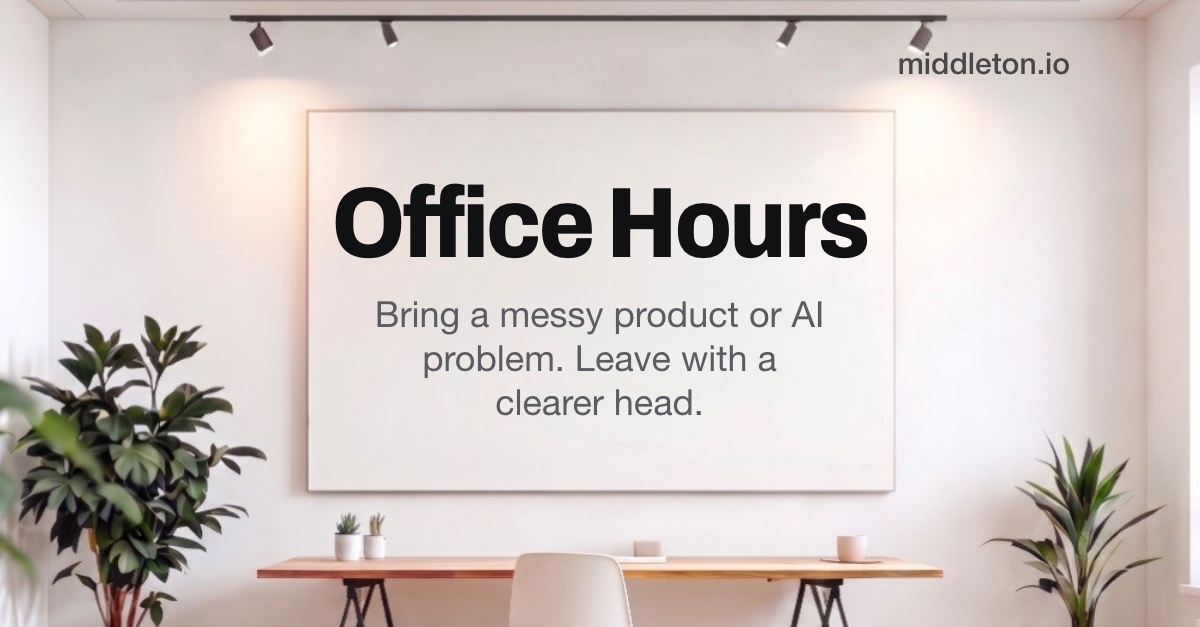 middleton.io
Office Hours
Bring a messy product or AI
problem. Leave with a
clearer head.